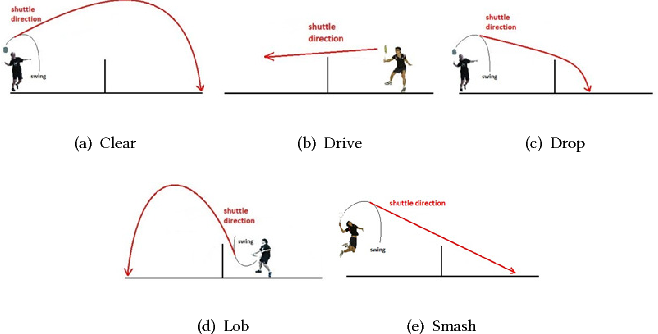 shuttle
direction
swing
(a) Clear
shuttle
direction
(b) Drive
shuttle
direction
swing
(c) Drop
shuttle
direction
swing
(d) Lob
shuttle direction
swing
(e) Smash